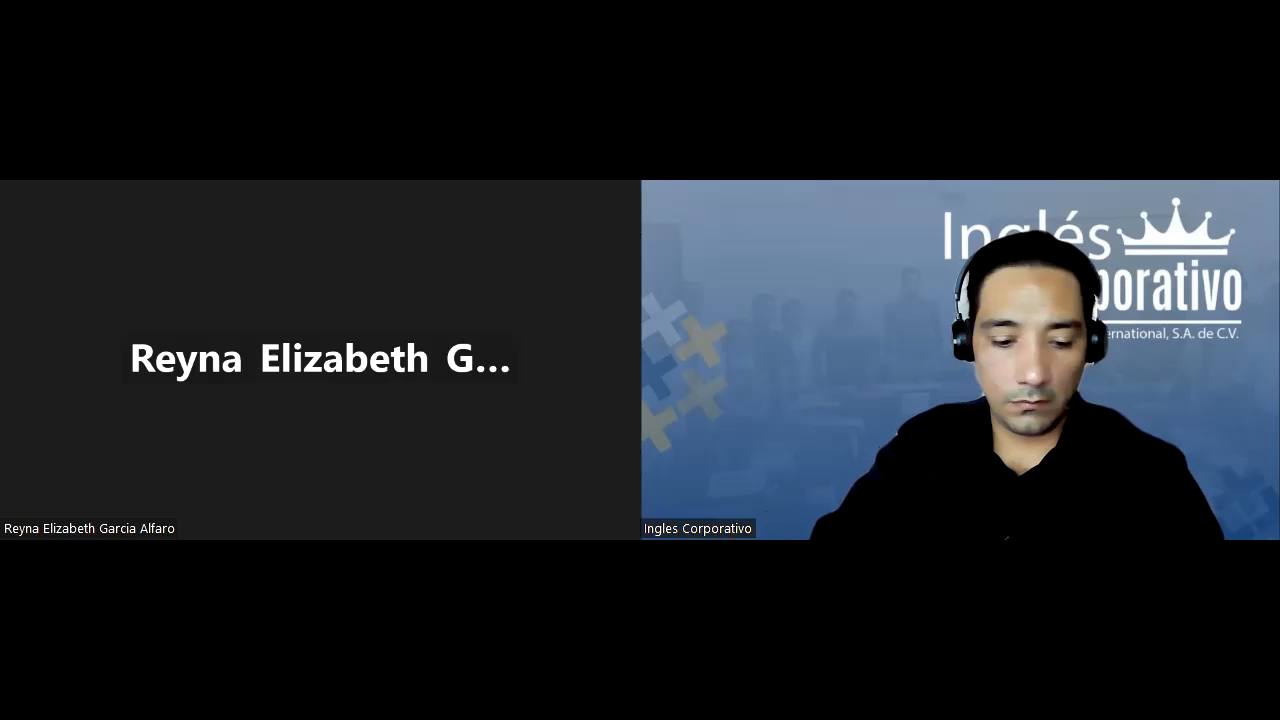 Reyna Elizabeth G...
Reyna Elizabeth Garcia Alfaro
Inglés
porativo
ernational, S.A. de C.V.
Ingles Corporativo